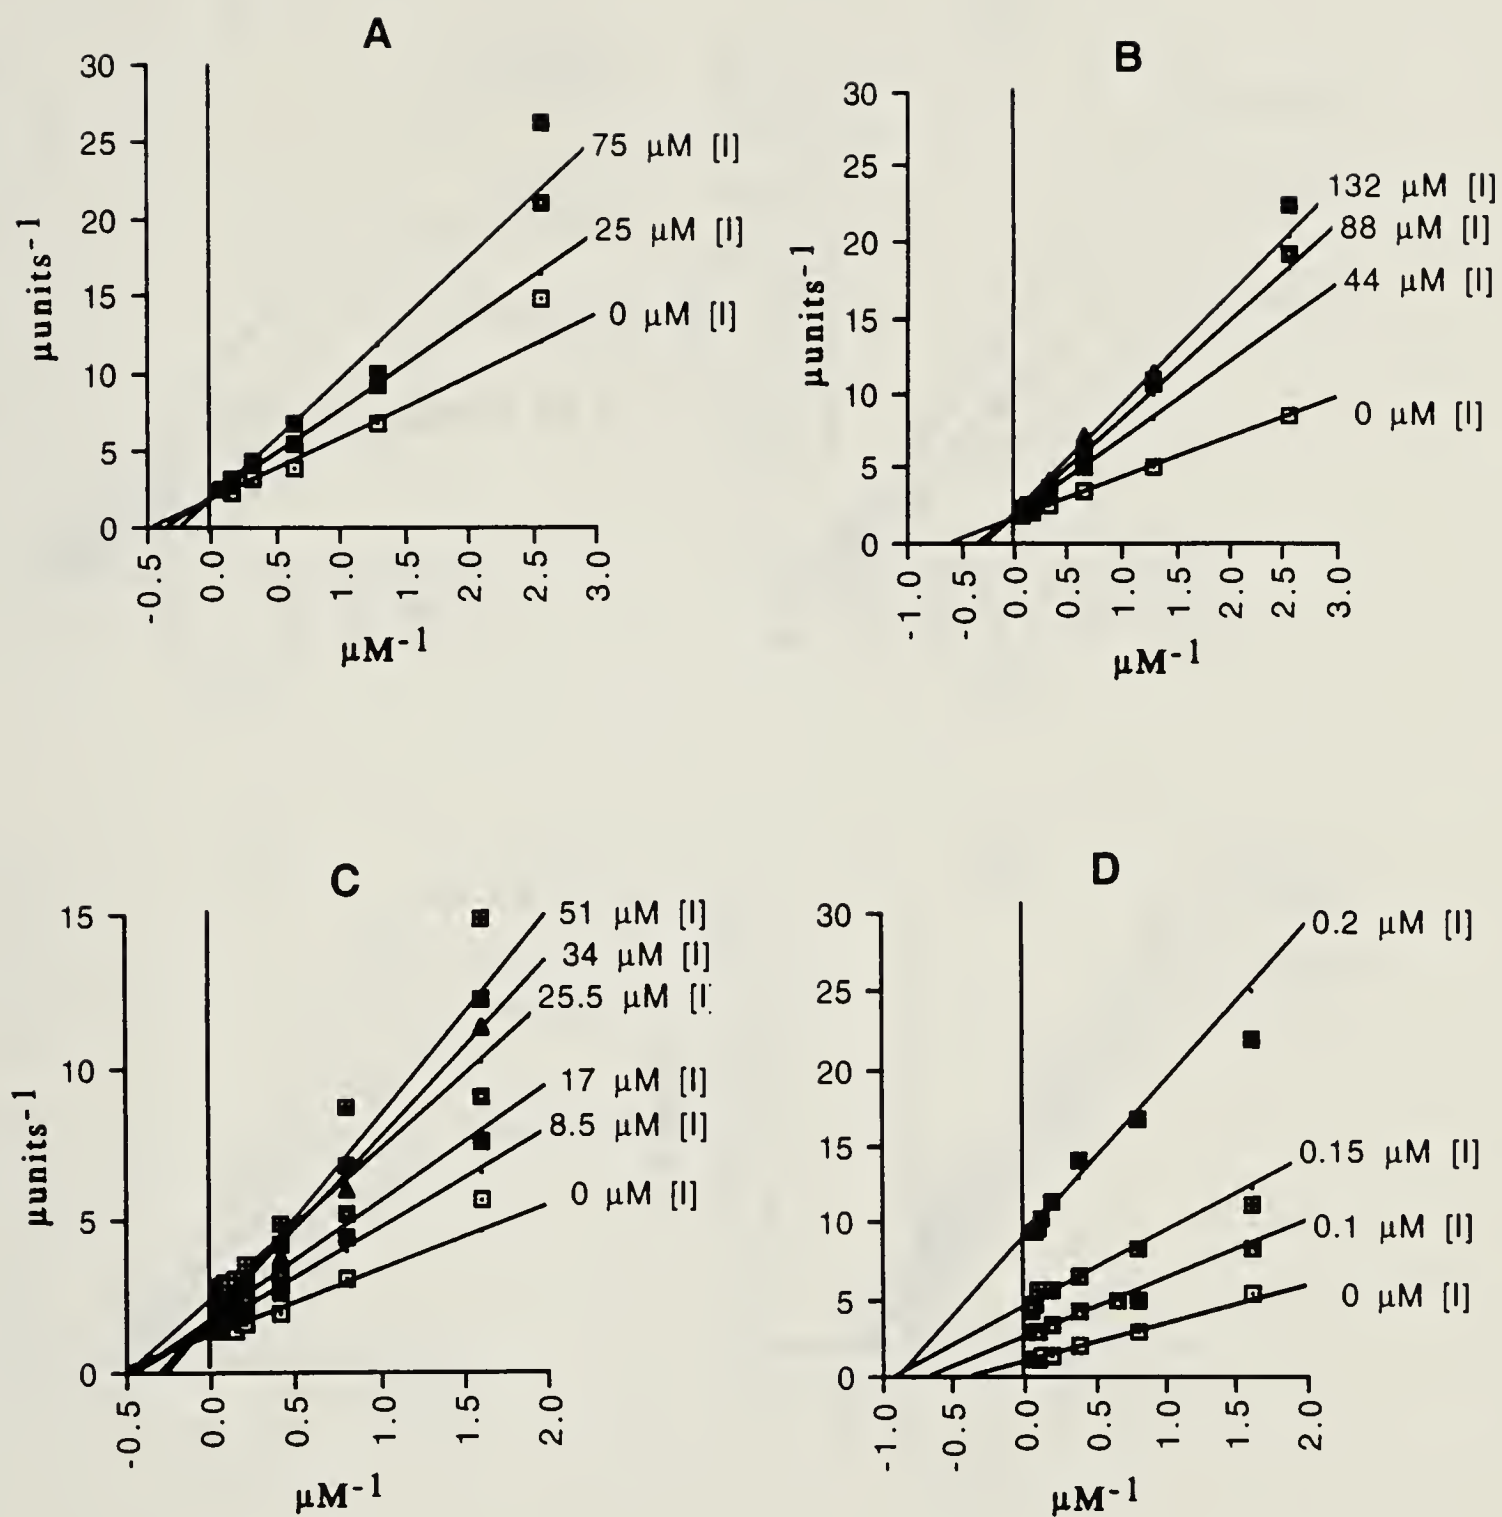 A
30
25
20
15
10
5
0
µunits-1
75 µM [I]
25 µM [I]
0 µM [I]
-0.5
0.0
0.5
1.0
1.5
2.0
2.5
3.0
µM-1
B
30
25
20
15
10
5
0
µunits-1
132 µM [I]
88 µM [I]
44 µM [I]
0 µM [I]
-1.0
-0.5
0.0
0.5
1.0
1.5
2.0
2.5
3.0
µM-1
C
15
10
5
0
µunits-1
51 µM [I]
34 µM [I]
25.5 µM [I]
17 µM [I]
8.5 µM [I]
0 µM [I]
-0.5
0.0
0.5
1.0
1.5
2.0
µM-1
D
30
25
20
15
10
5
0
0.2 µM [I]
0.15 µM [I]
0.1 µM [I]
0 µM [I]
-1.0
-0.5
0.0
0.5
1.0
1.5
2.0
µM-1